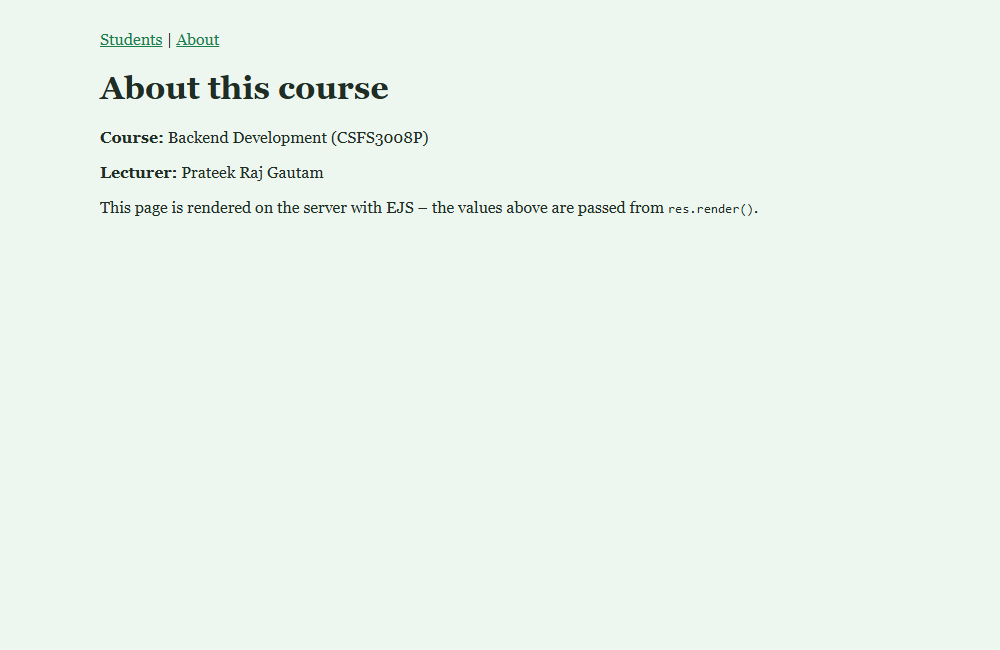 Students | About
About this course
Course: Backend Development (CSFS3008P)
Lecturer: Prateek Raj Gautam
This page is rendered on the server with EJS – the values above are passed from res.render().